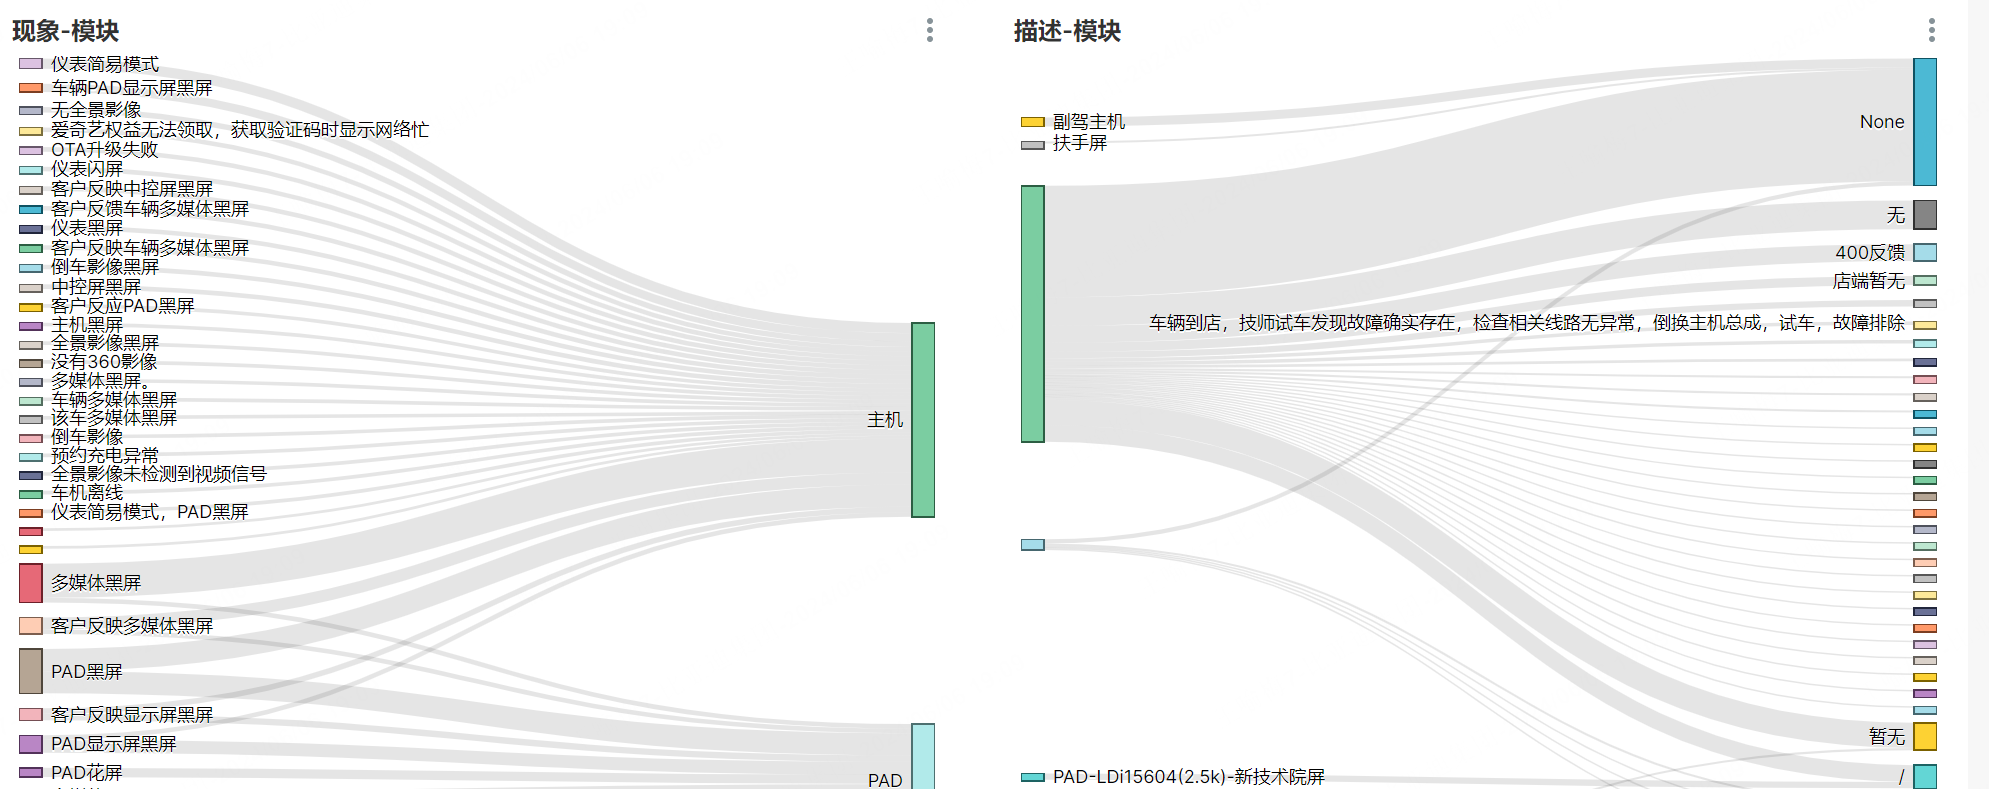 现象-模块
仪表简易模式
车辆PAD显示屏黑屏
无全景影像
爱奇艺权益无法领取，获取验证码时显示网络忙
OTA升级失败
仪表闪屏
客户反映中控屏黑屏
客户反馈车辆多媒体黑屏
仪表黑屏
客户反映车辆多媒体黑屏
倒车影像黑屏
中控屏黑屏
客户反应PAD黑屏
主机黑屏
全景影像黑屏
没有360影像
多媒体黑屏。
车辆多媒体黑屏
该车多媒体黑屏
倒车影像
预约充电异常
全景影像未检测到视频信号
车机离线
仪表简易模式，PAD黑屏
多媒体黑屏
客户反映多媒体黑屏
PAD黑屏
客户反映显示屏黑屏
PAD显示屏黑屏
PAD花屏
主机
PAD
描述-模块
副驾主机
扶手屏
PAD-LDi15604(2.5k)-新技术院屏
None
无
400反馈
店端暂无
车辆到店，技师试车发现故障确实存在，检查相关线路无异常，倒换主机总成，试车，故障排除
暂无
/